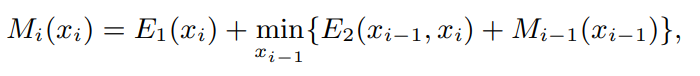 M_i(x_i) = E_1(x_i) + min_{x_{i-1}} {E_2(x_{i-1}, x_i) + M_{i-1}(x_{i-1})},